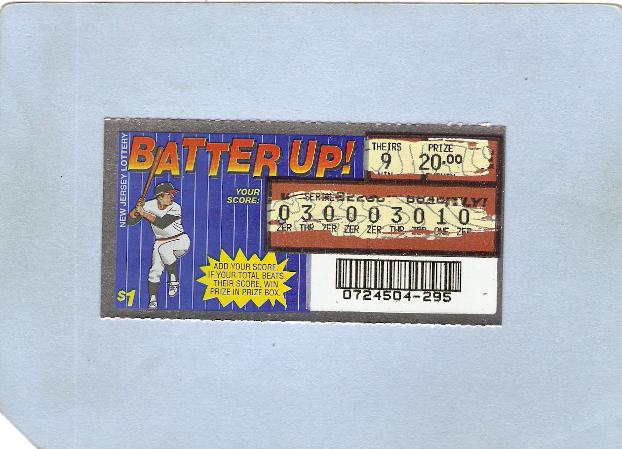 NEW JERSEY LOTTERY
BATTER UP!
THEIRS PRIZE
9 20.00
YOUR
SCORE:
SERIAL
0 3 0 0 0 3 0 1 0
ZER THR ZER ZER ZER THR ZER ONE ZER
ADD YOUR SCORE.
IF YOUR TOTAL BEATS
THEIR SCORE, WIN
PRIZE IN PRIZE BOX.
$1
0724504-295